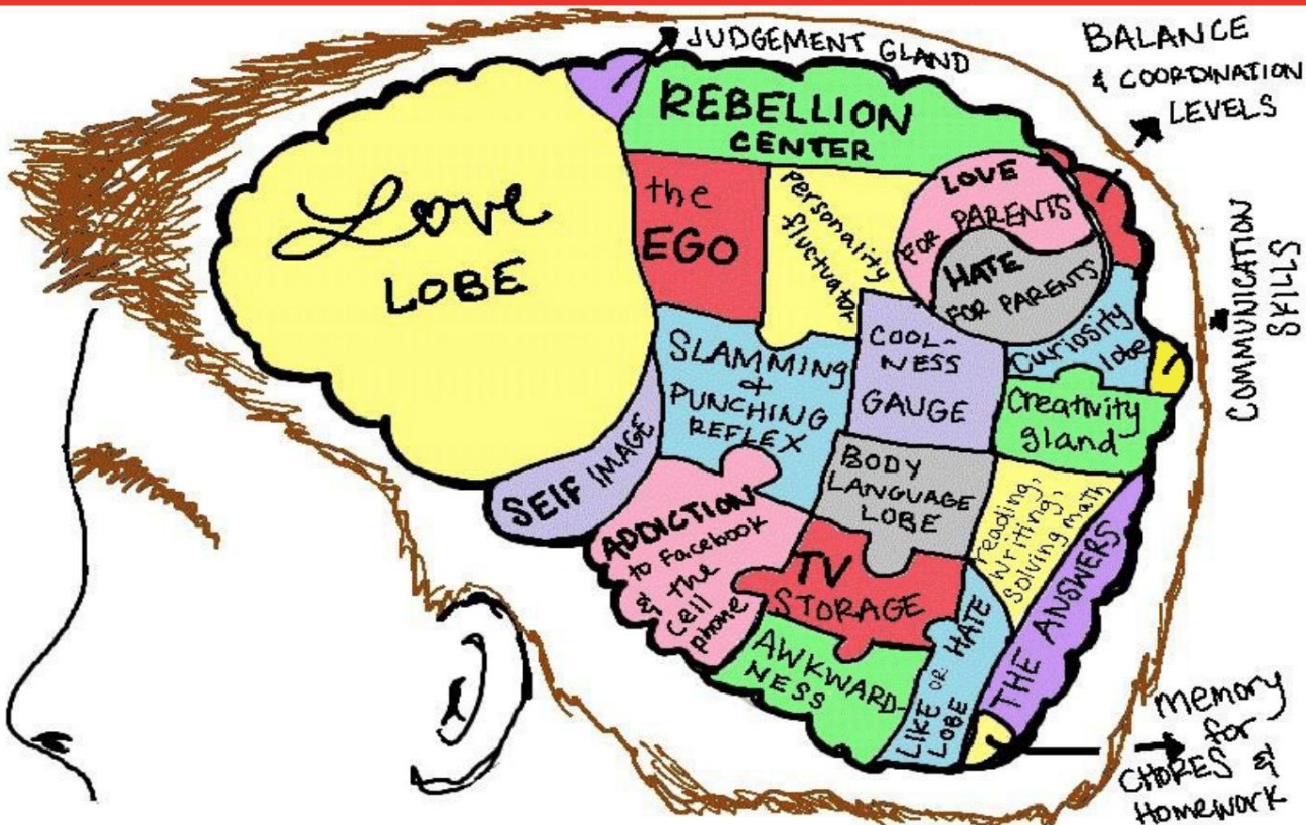 JUDGEMENT GLAND
BALANCE
& COORDINATION
LEVELS
REBELLION
CENTER
Love
LOBE
the
EGO
Personality
fluctuator
LOVE
FOR PARENTS
HATE
FOR PARENTS
COMMUNICATION
SKILLS
SLAMMING
+
PUNCHING
REFLEX
COOL-
NESS
GAUGE
Curiosity
lobe
Creativity
gland
SElF IMAGE
BODY
LANGUAGE
LOBE
reading,
writing,
solving math
ADDICTION
to Facebook
& the
cell
phone
TV
STORAGE
AWKWARD-
NESS
LIKE OR HATE
LOBE
THE ANSWERS
memory
for
CHORES &
Homework